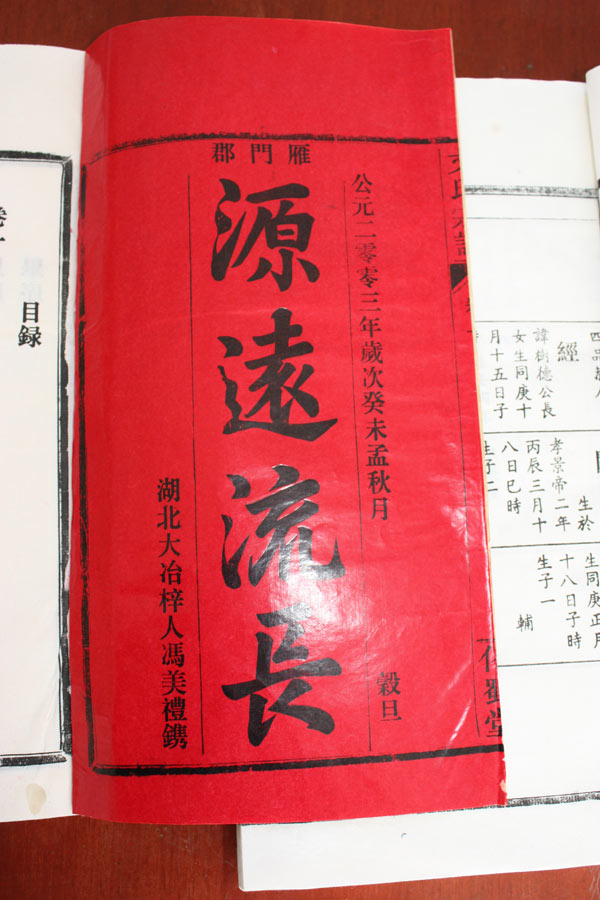 雁門郡
公元二零零三年歲次癸未孟秋月
穀旦
源遠流長
湖北大冶梓人馮美禮鐫
目録
經
諱樹德公長
女生同庚十
月十五日子
生於
孝景帝二年
丙辰三月十
八日巳時
生子二
生同庚正月
十八日子時
生子一
輔